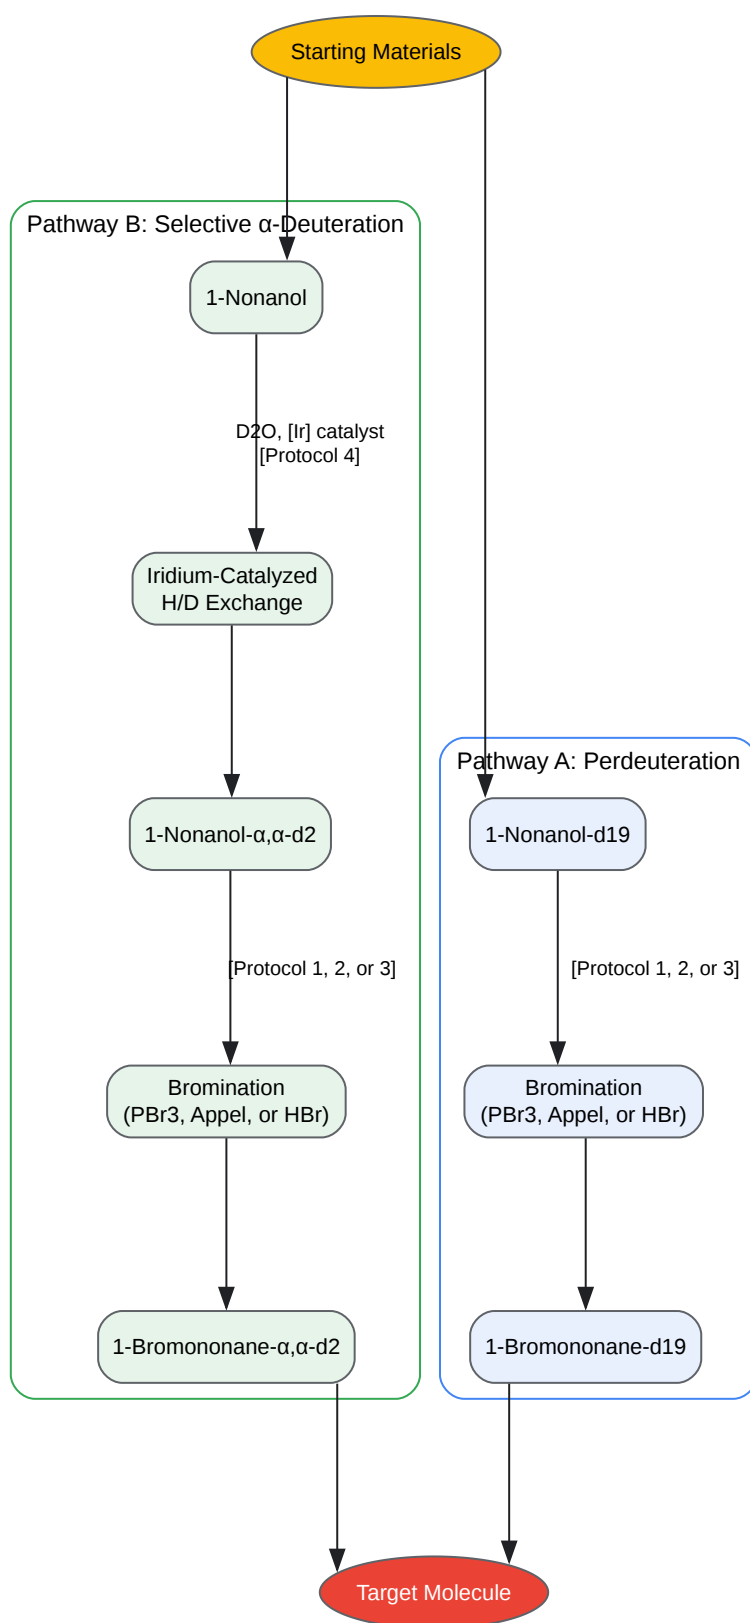 Starting Materials
Pathway B: Selective α-Deuteration
1-Nonanol
D2O, [Ir] catalyst
[Protocol 4]
Iridium-Catalyzed
H/D Exchange
1-Nonanol-α,α-d2
[Protocol 1, 2, or 3]
Bromination
(PBr3, Appel, or HBr)
1-Bromononane-α,α-d2
Pathway A: Perdeuteration
1-Nonanol-d19
[Protocol 1, 2, or 3]
Bromination
(PBr3, Appel, or HBr)
1-Bromononane-d19
Target Molecule